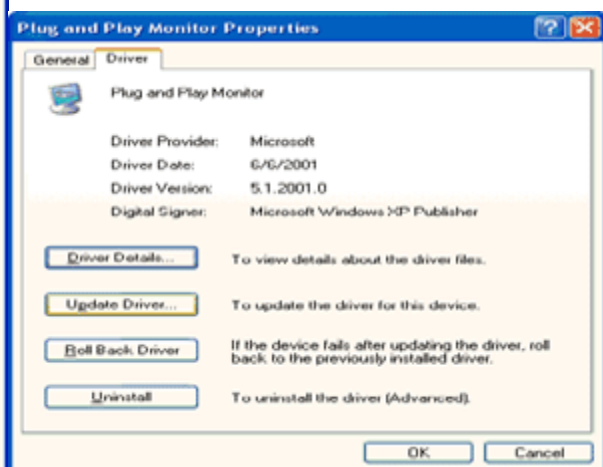 Plug and Play Monitor Properties
General Driver
Plug and Play Monitor
Driver Provider: Microsoft
Driver Date: 6/6/2001
Driver Version: 5.1.2001.0
Digital Signer: Microsoft Windows XP Publisher
Driver Details... To view details about the driver files.
Update Driver... To update the driver for this device.
Roll Back Driver If the device fails after updating the driver, roll
back to the previously installed driver.
Uninstall To uninstall the driver (Advanced).
OK Cancel